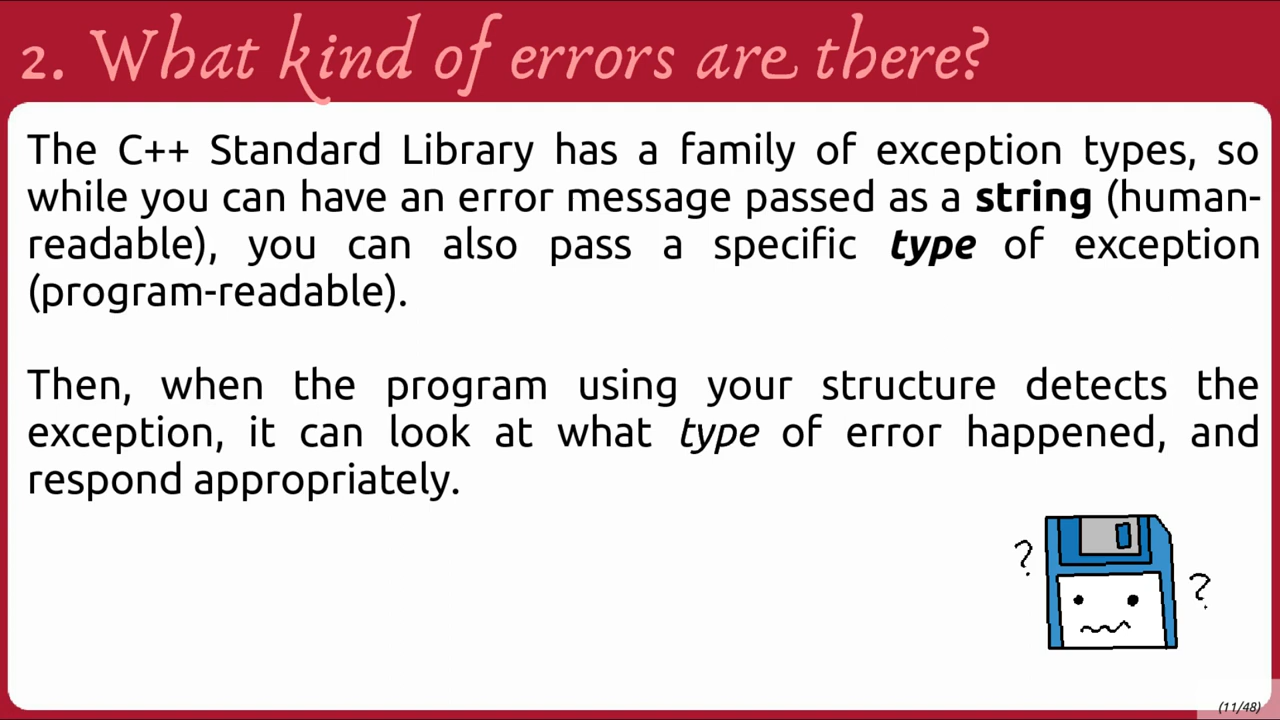 2. What kind of errors are there?
The C++ Standard Library has a family of exception types, so
while you can have an error message passed as a string (human-
readable), you can also pass a specific type of exception
(program-readable).
Then, when the program using your structure detects the
exception, it can look at what type of error happened, and
respond appropriately.
?
?
(11/48)